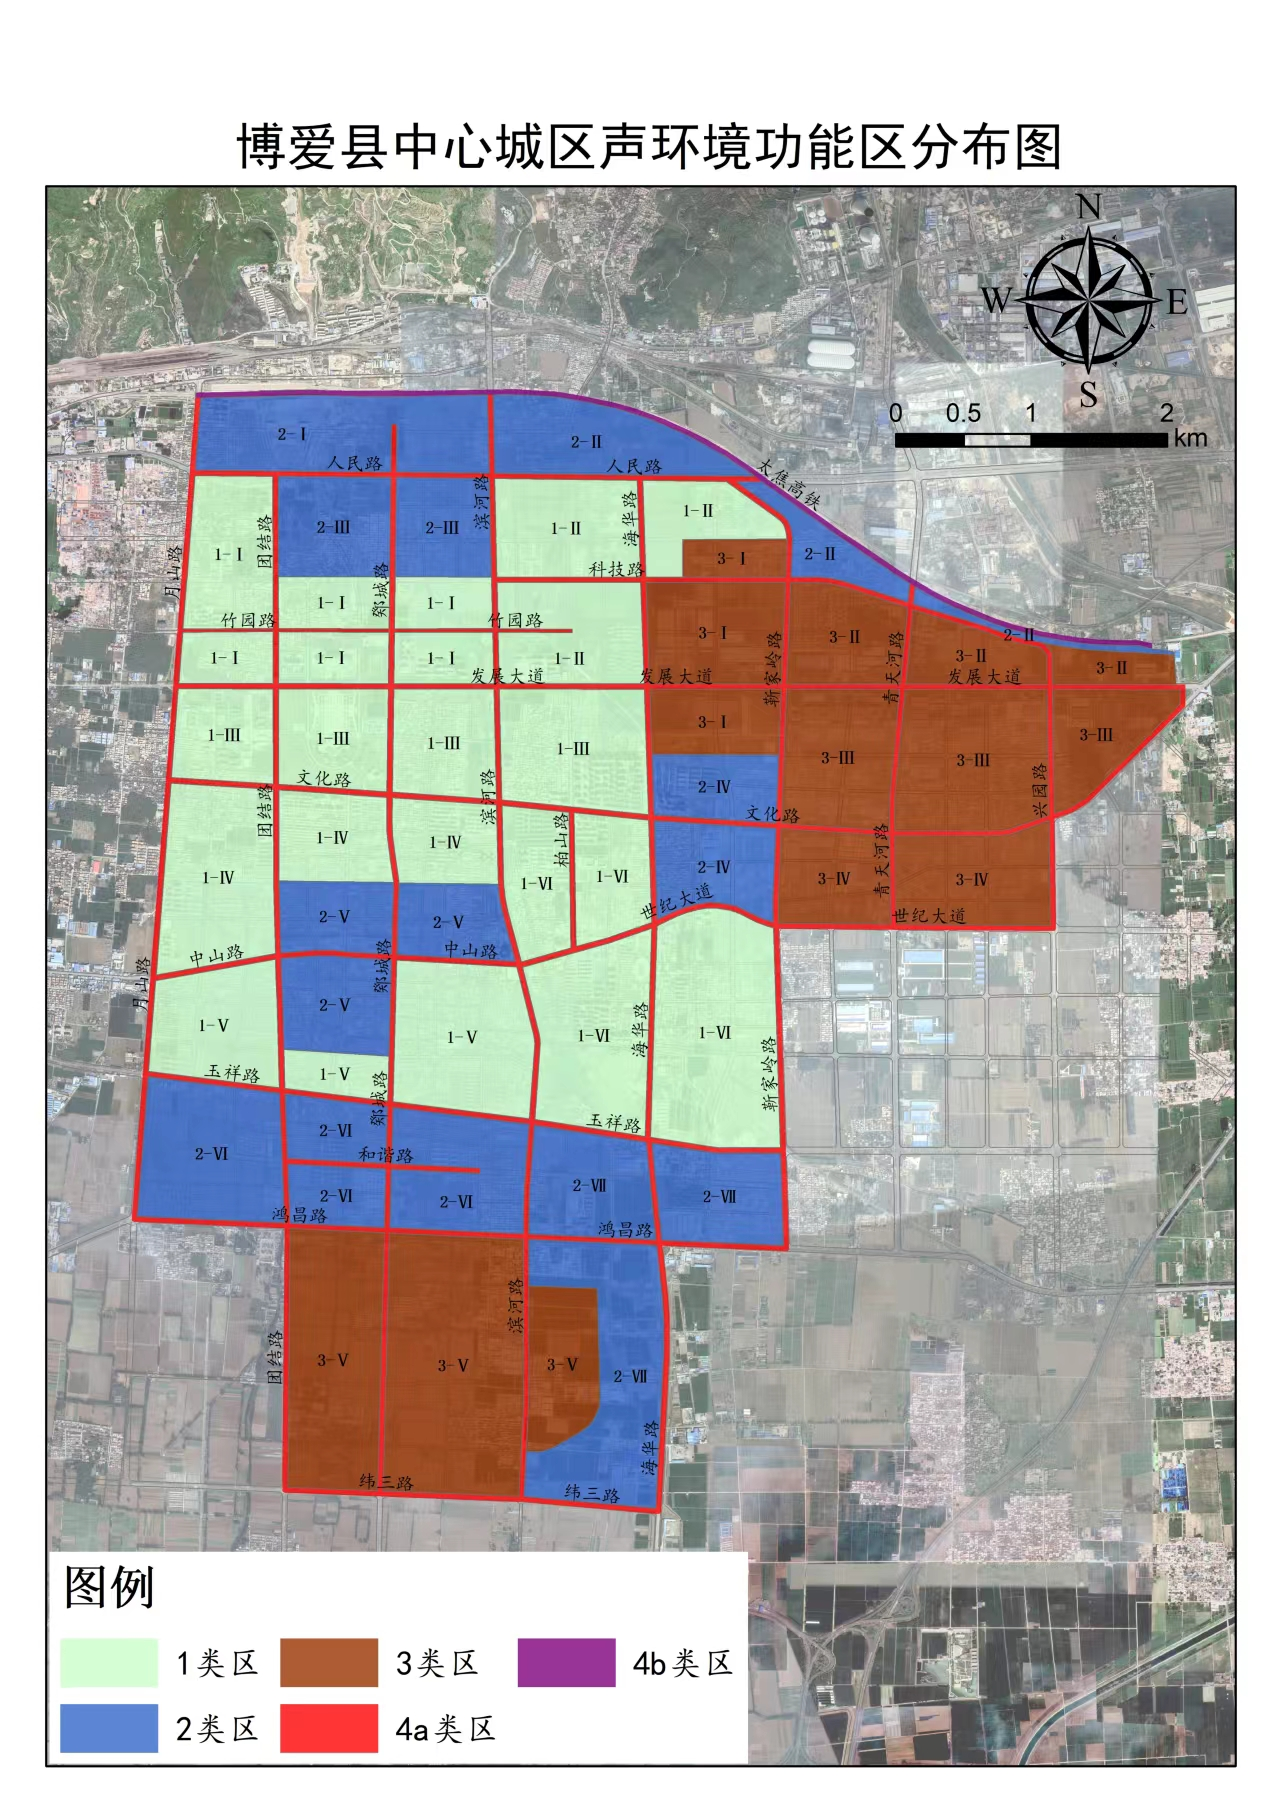 博爱县中心城区声环境功能区分布图
N
W E
S
0 0.5 1 2
km
2-Ⅰ
2-Ⅱ
人民路
人民路
太焦高铁
2-Ⅲ
2-Ⅲ
滨河路
1-Ⅱ
海华路
1-Ⅱ
1-Ⅰ
团结路
月山路
3-Ⅰ
2-Ⅱ
科技路
1-Ⅰ
鄈城路
1-Ⅰ
竹园路
竹园路
3-Ⅰ
靳家岭路
3-Ⅱ
青天河路
2-Ⅱ
1-Ⅰ
1-Ⅰ
1-Ⅰ
1-Ⅱ
3-Ⅱ
3-Ⅱ
发展大道
发展大道
发展大道
1-Ⅲ
1-Ⅲ
1-Ⅲ
1-Ⅲ
3-Ⅰ
3-Ⅲ
3-Ⅲ
3-Ⅲ
文化路
滨河路
2-Ⅳ
兴园路
团结路
文化路
1-Ⅳ
1-Ⅳ
柏山路
青天河路
1-Ⅳ
1-Ⅵ
1-Ⅵ
2-Ⅳ
3-Ⅳ
3-Ⅳ
2-Ⅴ
2-Ⅴ
世纪大道
世纪大道
中山路
中山路
月山路
2-Ⅴ
1-Ⅴ
1-Ⅴ
1-Ⅵ
海华路
1-Ⅵ
靳家岭路
玉祥路
1-Ⅴ
玉祥路
2-Ⅵ
2-Ⅵ
和谐路
2-Ⅵ
2-Ⅵ
2-Ⅶ
2-Ⅶ
鸿昌路
鸿昌路
滨河路
团结路
3-Ⅴ
3-Ⅴ
3-Ⅴ
2-Ⅶ
海华路
纬三路
纬三路
图例
1类区 3类区 4b类区
2类区 4a类区